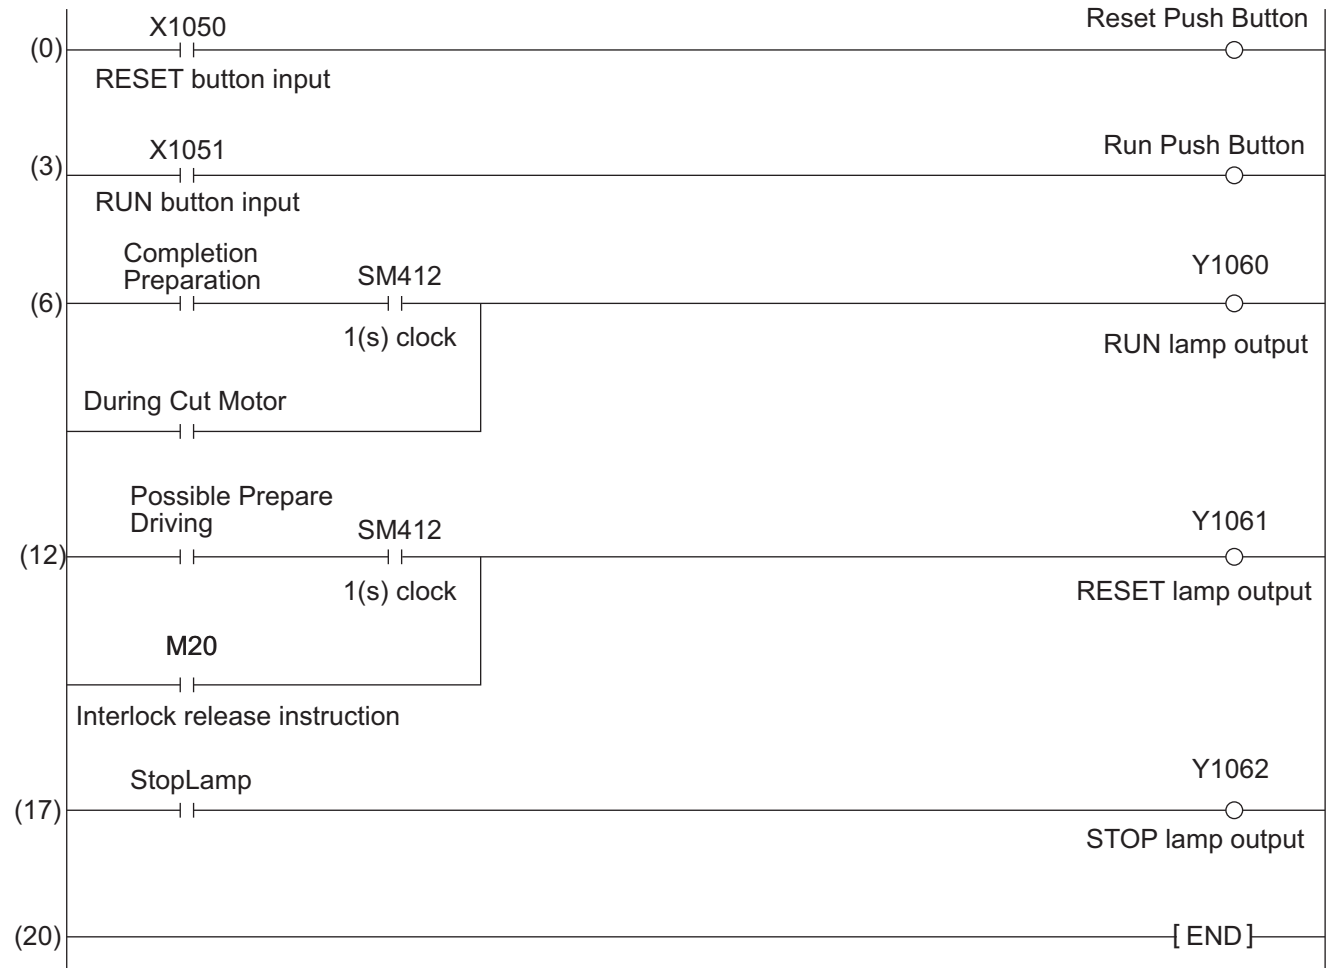 X1050
Reset Push Button
(0)
RESET button input
X1051
Run Push Button
(3)
RUN button input
Completion
Preparation
SM412
Y1060
(6)
1(s) clock
RUN lamp output
During Cut Motor
Possible Prepare
Driving
SM412
Y1061
(12)
1(s) clock
RESET lamp output
M20
Interlock release instruction
StopLamp
Y1062
(17)
STOP lamp output
(20)
[ END ]